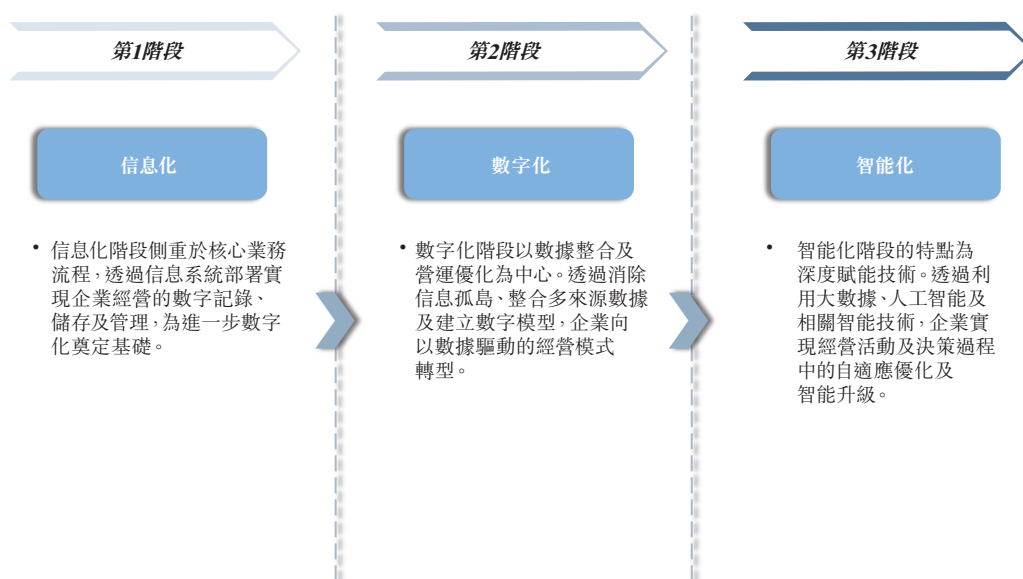 第1階段
信息化
• 信息化階段側重於核心業務
流程，透過信息系統部署實
現企業經營的數字記錄、
儲存及管理，為進一步數字
化奠定基礎。
第2階段
數字化
• 數字化階段以數據整合及
營運優化為中心。透過消除
信息孤島、整合多來源數據
及建立數字模型，企業向
以數據驅動的經營模式
轉型。
第3階段
智能化
• 智能化階段的特點為
深度賦能技術。透過利
用大數據、人工智能及
相關智能技術，企業實
現經營活動及決策過程
中的自適應優化及
智能升級。